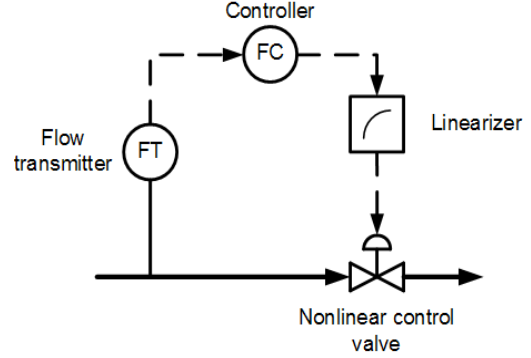 Controller
FC
Linearizer
Flow
transmitter
FT
Nonlinear control
valve